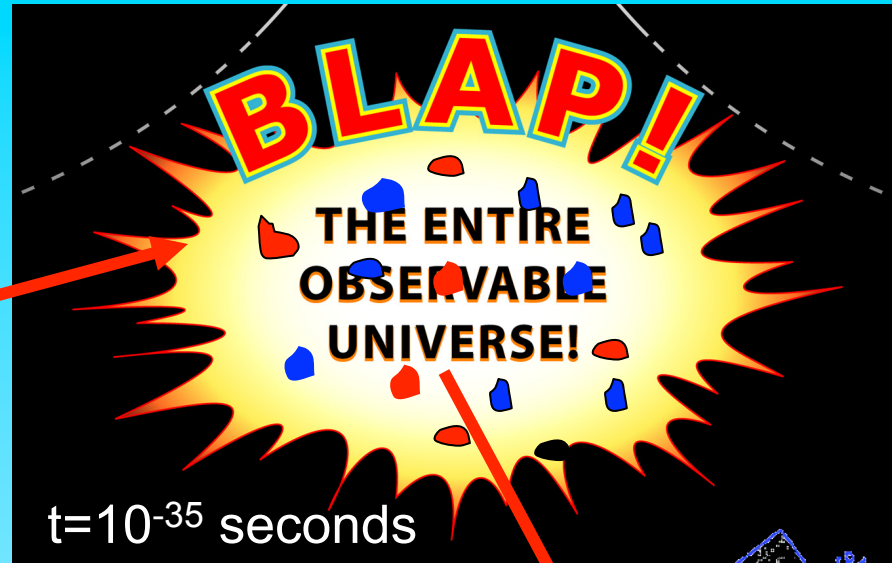 BLAP!
THE ENTIRE
OBSERVABLE
UNIVERSE!
t=10⁻³⁵ seconds